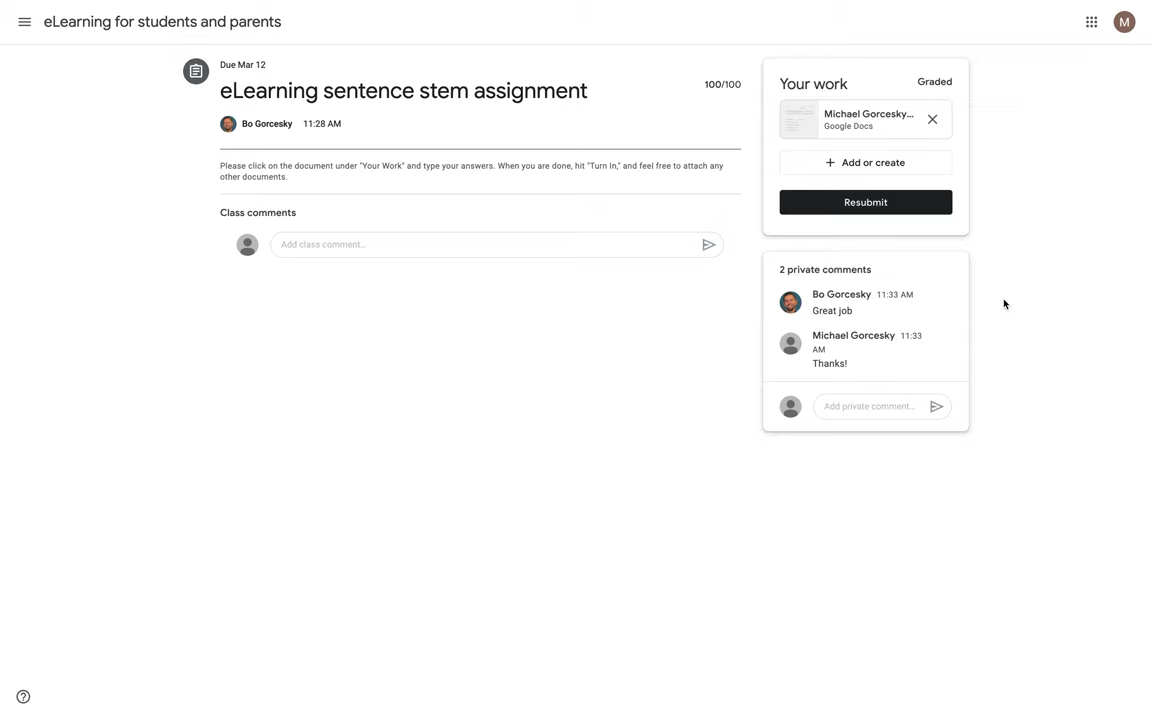 eLearning for students and parents
M
Due Mar 12
eLearning sentence stem assignment
100/100
Bo Gorcesky 11:28 AM
Please click on the document under "Your Work" and type your answers. When you are done, hit "Turn In," and feel free to attach any
other documents.
Class comments
Add class comment...
Your work
Graded
Michael Gorcesky...
Google Docs
+ Add or create
Resubmit
2 private comments
Bo Gorcesky 11:33 AM
Great job
Michael Gorcesky 11:33
AM
Thanks!
Add private comment...